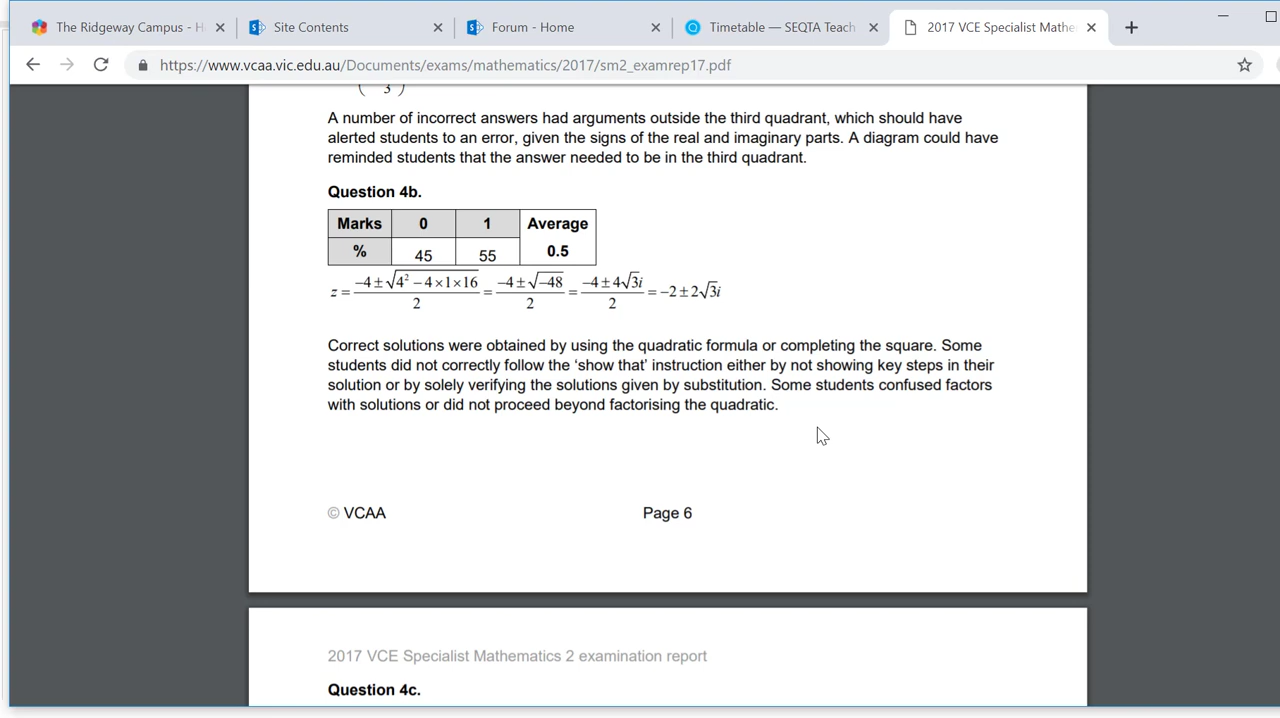 The Ridgeway Campus - H
Site Contents
Forum - Home
Timetable — SEQTA Teach
2017 VCE Specialist Mathe
https://www.vcaa.vic.edu.au/Documents/exams/mathematics/2017/sm2_examrep17.pdf
( 3 )
A number of incorrect answers had arguments outside the third quadrant, which should have
alerted students to an error, given the signs of the real and imaginary parts. A diagram could have
reminded students that the answer needed to be in the third quadrant.
Question 4b.
Marks 0 1 Average
% 45 55 0.5
z = (−4 ± √(4² − 4 × 1 × 16))/2 = (−4 ± √−48)/2 = (−4 ± 4√3i)/2 = −2 ± 2√3i
Correct solutions were obtained by using the quadratic formula or completing the square. Some
students did not correctly follow the ‘show that’ instruction either by not showing key steps in their
solution or by solely verifying the solutions given by substitution. Some students confused factors
with solutions or did not proceed beyond factorising the quadratic.
© VCAA Page 6
2017 VCE Specialist Mathematics 2 examination report
Question 4c.